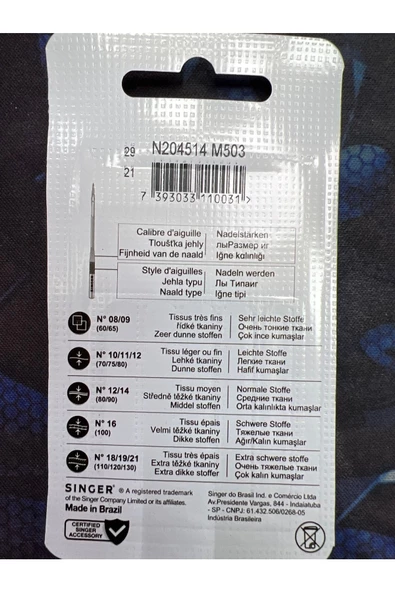 29
21
N204514 M503
7 393033 110031 >
Calibre d'aiguille
Tloušťka jehly
Fijnheid van de naald
Nadelstärken
лыРазмер иг
Iğne kalınlığı
Style d'aiguilles
Jehla typu
Naald type
Nadeln werden
Лы Типаиг
Iğne tipi
N° 08/09
(60/65)
Tissus très fins
řídké tkaniny
Zeer dunne stoffen
Sehr leichte Stoffe
Очень тонкие ткани
Çok ince kumaşlar
N° 10/11/12
(70/75/80)
Tissu léger ou fin
Lehké tkaniny
Dunne stoffen
Leichte Stoffe
Легкие ткани
Hafif kumaşlar
N° 12/14
(80/90)
Tissu moyen
Středně těžké tkaniny
Middel stoffen
Normale Stoffe
Средние ткани
Orta kalınlıkta kumaşlar
N° 16
(100)
Tissu épais
Velmi těžké tkaniny
Dikke stoffen
Schwere Stoffe
Тяжелые ткани
Ağır/Kalın kumaşlar
N° 18/19/21
(110/120/130)
Tissu très épais
Extra těžké tkaniny
Extra dikke stoffen
Extra schwere stoffe
Очень тяжелые ткани
Çok ağır kumaşlar
SINGER® ® A registered trademark
of the Singer Company Limited or its affiliates.
Made in Brazil
CERTIFIED
SINGER
ACCESSORY
Singer do Brasil Ind. e Comércio Ltda
Av.Presidente Vargas, 844 - Indaiatuba
- SP - CNPJ: 61.432.506/0268-05
Indústria Brasileira